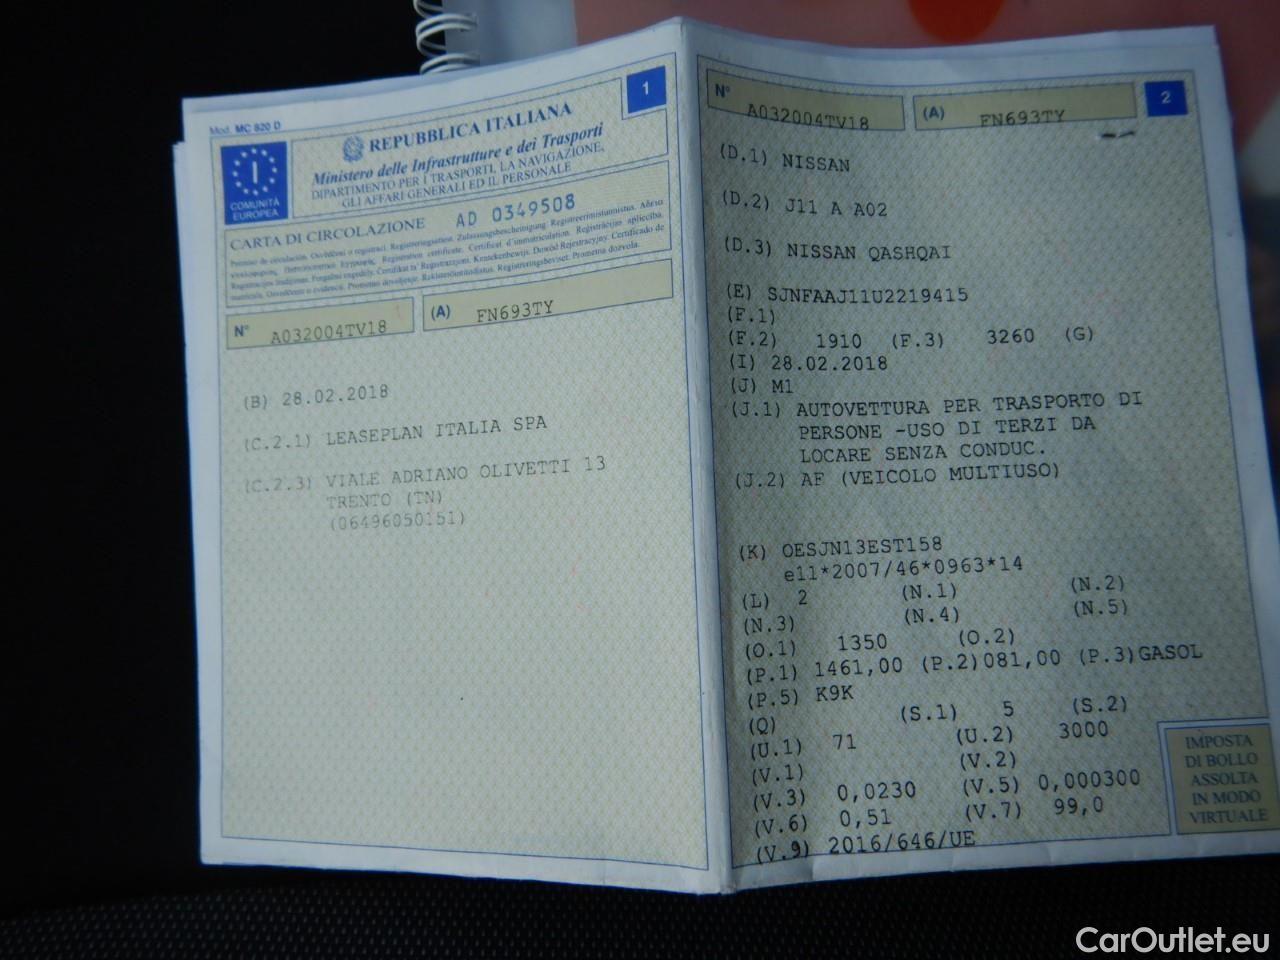 Mod. MC 820 D
1
I
COMUNITÀ
EUROPEA
REPUBBLICA ITALIANA
Ministero delle Infrastrutture e dei Trasporti
DIPARTIMENTO PER I TRASPORTI, LA NAVIGAZIONE,
GLI AFFARI GENERALI ED IL PERSONALE
CARTA DI CIRCOLAZIONE AD 0349508
N° A032004TV18 (A) FN693TY
(B) 28.02.2018
(C.2.1) LEASEPLAN ITALIA SPA
(C.2.3) VIALE ADRIANO OLIVETTI 13
TRENTO (TN)
(06496050151)
N° A032004TV18 (A) FN693TY 2
(D.1) NISSAN
(D.2) J11 A A02
(D.3) NISSAN QASHQAI
(E) SJNFAAJ11U2219415
(F.1)
(F.2) 1910 (F.3) 3260 (G)
(I) 28.02.2018
(J) M1
(J.1) AUTOVETTURA PER TRASPORTO DI
PERSONE -USO DI TERZI DA
LOCARE SENZA CONDUC.
(J.2) AF (VEICOLO MULTIUSO)
(K) OESJN13EST158
e11*2007/46*0963*14
(L) 2 (N.1) (N.2)
(N.3) (N.4) (N.5)
(O.1) 1350 (O.2)
(P.1) 1461,00 (P.2)081,00 (P.3)GASOL
(P.5) K9K
(Q) (S.1) 5 (S.2)
(U.1) 71 (U.2) 3000
(V.1) (V.2)
(V.3) 0,0230 (V.5) 0,000300
(V.6) 0,51 (V.7) 99,0
(V.9) 2016/646/UE
IMPOSTA
DI BOLLO
ASSOLTA
IN MODO
VIRTUALE
CarOutlet.eu